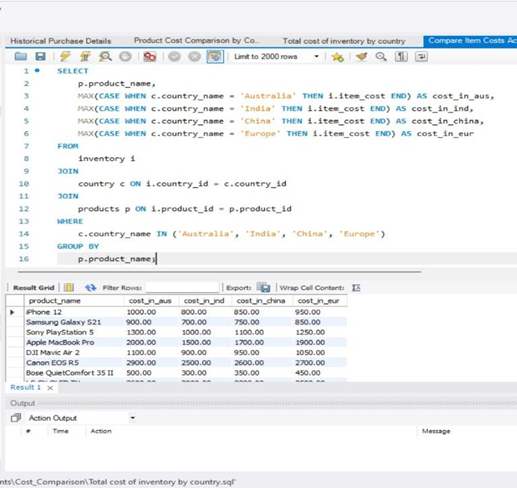 Historical Purchase Details Product Cost Comparison by Co... Total cost of inventory by country Compare Item Costs Ac
Limit to 2000 rows
1 SELECT
2 p.product_name,
3 MAX(CASE WHEN c.country_name = 'Australia' THEN i.item_cost END) AS cost_in_aus,
4 MAX(CASE WHEN c.country_name = 'India' THEN i.item_cost END) AS cost_in_ind,
5 MAX(CASE WHEN c.country_name = 'China' THEN i.item_cost END) AS cost_in_china,
6 MAX(CASE WHEN c.country_name = 'Europe' THEN i.item_cost END) AS cost_in_eur
7 FROM
8 inventory i
9 JOIN
10 country c ON i.country_id = c.country_id
11 JOIN
12 products p ON i.product_id = p.product_id
13 WHERE
14 c.country_name IN ('Australia', 'India', 'China', 'Europe')
15 GROUP BY
16 p.product_name;
Result Grid Filter Rows: Export: Wrap Cell Content:
product_name cost_in_aus cost_in_ind cost_in_china cost_in_eur
iPhone 12 1000.00 800.00 850.00 950.00
Samsung Galaxy S21 900.00 700.00 750.00 850.00
Sony PlayStation 5 1300.00 1000.00 1100.00 1250.00
Apple MacBook Pro 2000.00 1500.00 1700.00 1900.00
DJI Mavic Air 2 1100.00 900.00 950.00 1050.00
Canon EOS R5 2900.00 2500.00 2600.00 2700.00
Bose QuietComfort 35 II 500.00 300.00 350.00 450.00
Result 1
Output
Action Output
# Time Action Message
nts\Cost_Comparison\Total cost of inventory by country.sql'